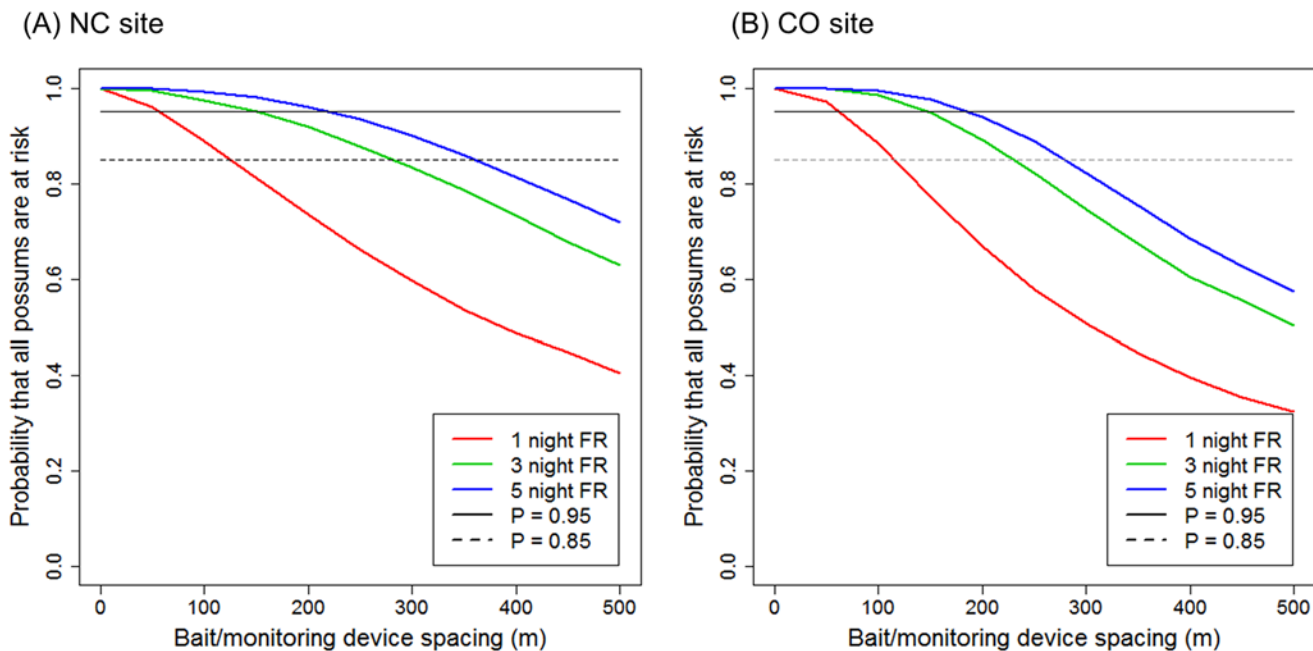 (A) NC site
Probability that all possums are at risk
1.0
0.8
0.6
0.4
0.2
0.0
1 night FR
3 night FR
5 night FR
P = 0.95
P = 0.85
0 100 200 300 400 500
Bait/monitoring device spacing (m)
(B) CO site
Probability that all possums are at risk
1.0
0.8
0.6
0.4
0.2
0.0
1 night FR
3 night FR
5 night FR
P = 0.95
P = 0.85
0 100 200 300 400 500
Bait/monitoring device spacing (m)